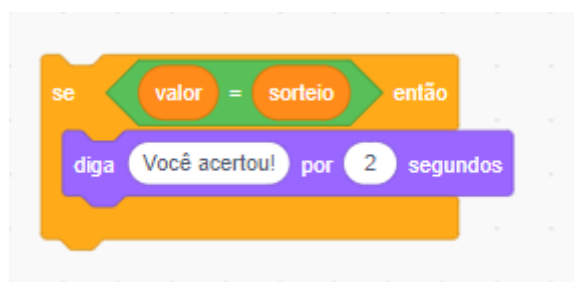 se valor = sorteio então
diga Você acertou! por 2 segundos